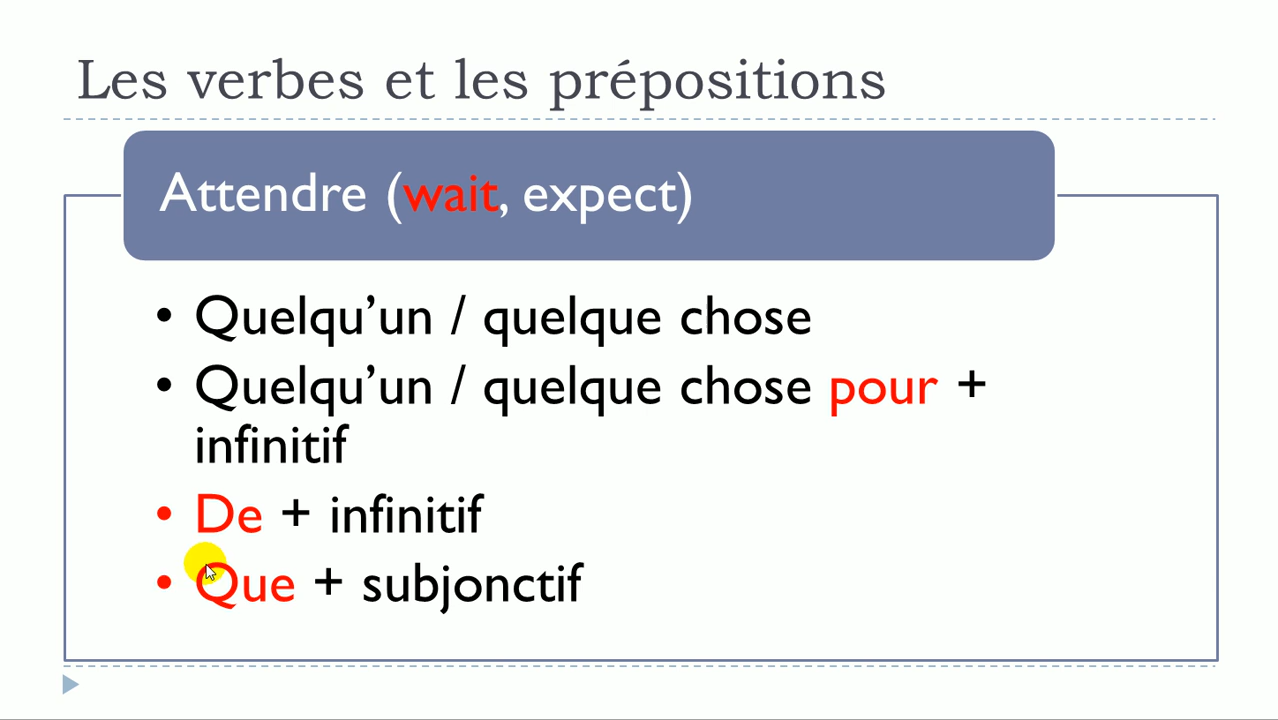 Les verbes et les prépositions
Attendre (wait, expect)
• Quelqu’un / quelque chose
• Quelqu’un / quelque chose pour +
infinitif
• De + infinitif
• Que + subjonctif